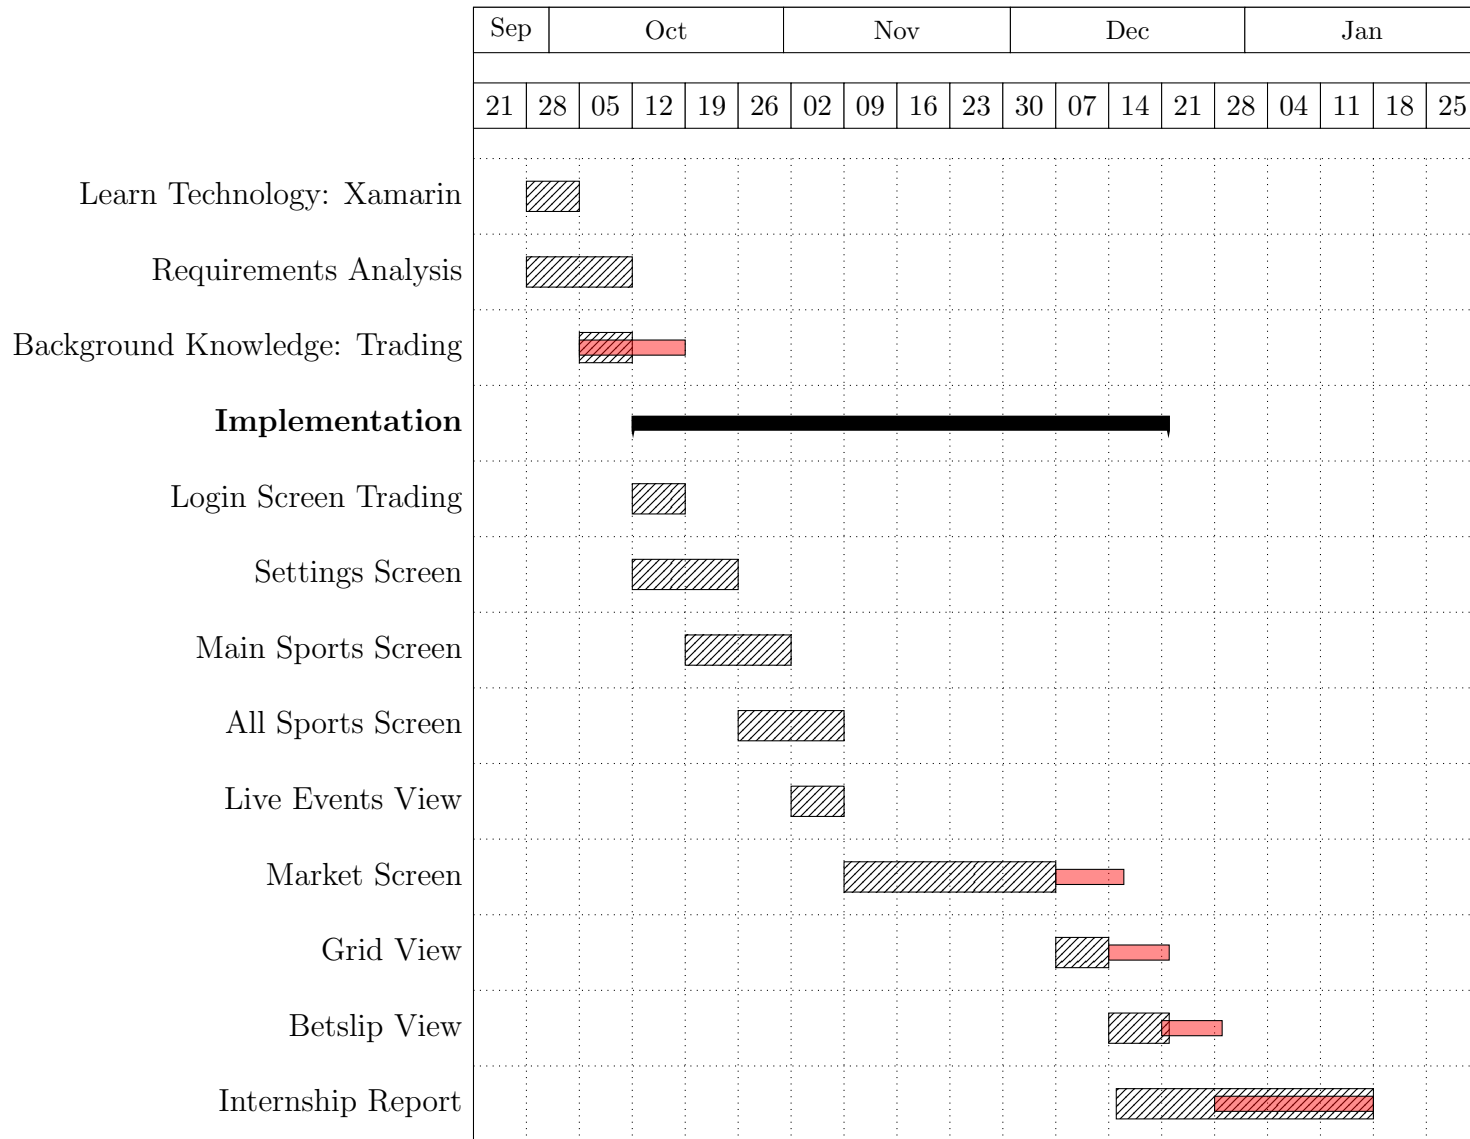 Sep Oct Nov Dec Jan
21 28 05 12 19 26 02 09 16 23 30 07 14 21 28 04 11 18 25
Learn Technology: Xamarin
Requirements Analysis
Background Knowledge: Trading
Implementation
Login Screen Trading
Settings Screen
Main Sports Screen
All Sports Screen
Live Events View
Market Screen
Grid View
Betslip View
Internship Report